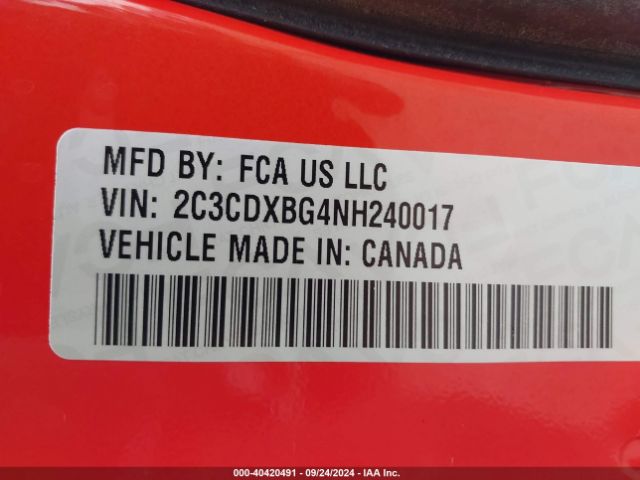 MFD BY: FCA US LLC
VIN: 2C3CDXBG4NH240017
VEHICLE MADE IN: CANADA
000-40420491 - 09/24/2024 - IAA Inc.